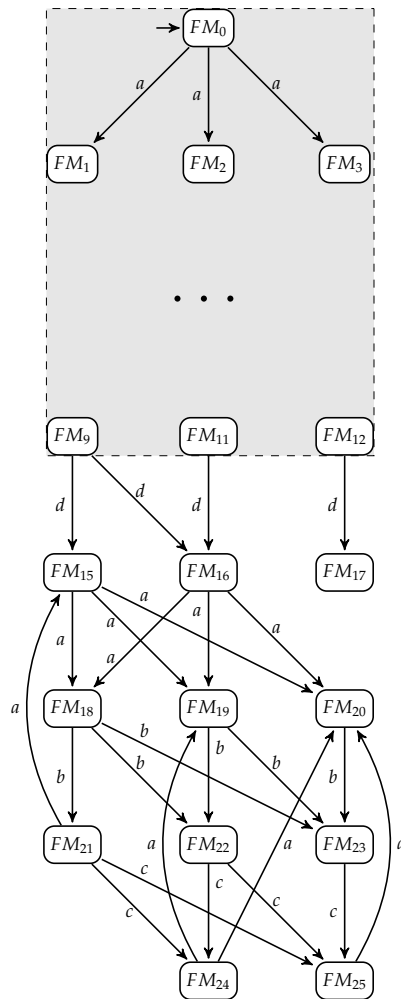 FM₀
a a a
FM₁ FM₂ FM₃
. . .
FM₉ FM₁₁ FM₁₂
d d d d
FM₁₅ FM₁₆ FM₁₇
a a a a a a
FM₁₈ FM₁₉ FM₂₀
a b b b b b b
FM₂₁ FM₂₂ FM₂₃
a a a
c c c c c
FM₂₄ FM₂₅